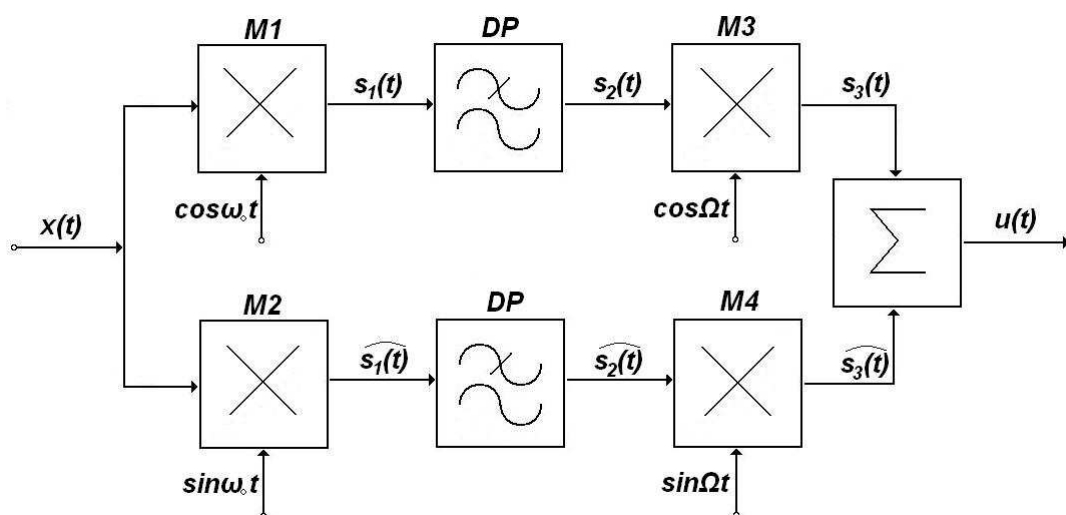 M1
DP
M3
s₁(t)
s₂(t)
s₃(t)
cosω₀t
cosΩt
x(t)
Σ
u(t)
M2
DP
M4
ŝ₁(t)
ŝ₂(t)
ŝ₃(t)
sinω₀t
sinΩt